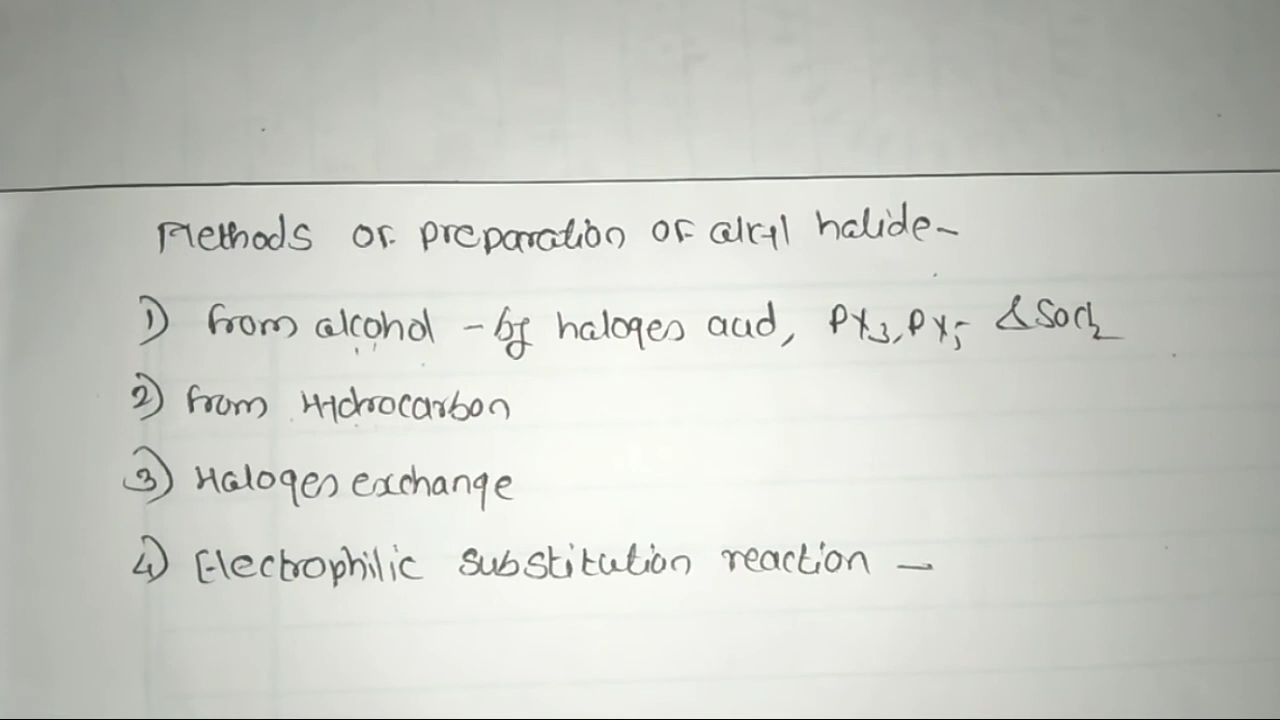 Methods of preparation of alkyl halide-
1) from alcohol - by halogen acid, PX3, PX5 & SOCl2
2) from Hydrocarbon
3) Halogen exchange
4) Electrophilic substitution reaction -